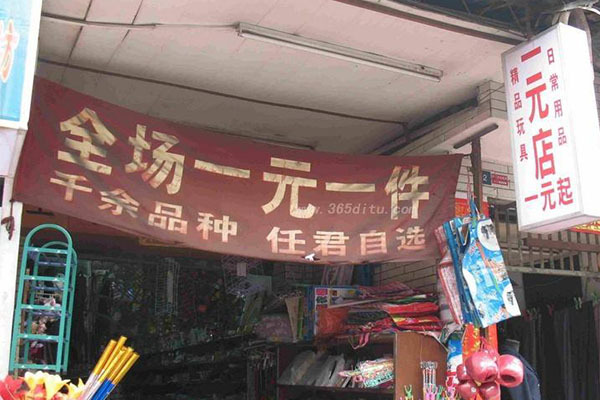 全场一元一件
千余品种 任君自选
www.365ditu.com
日常用品
一元店
精品玩具
一元起
2